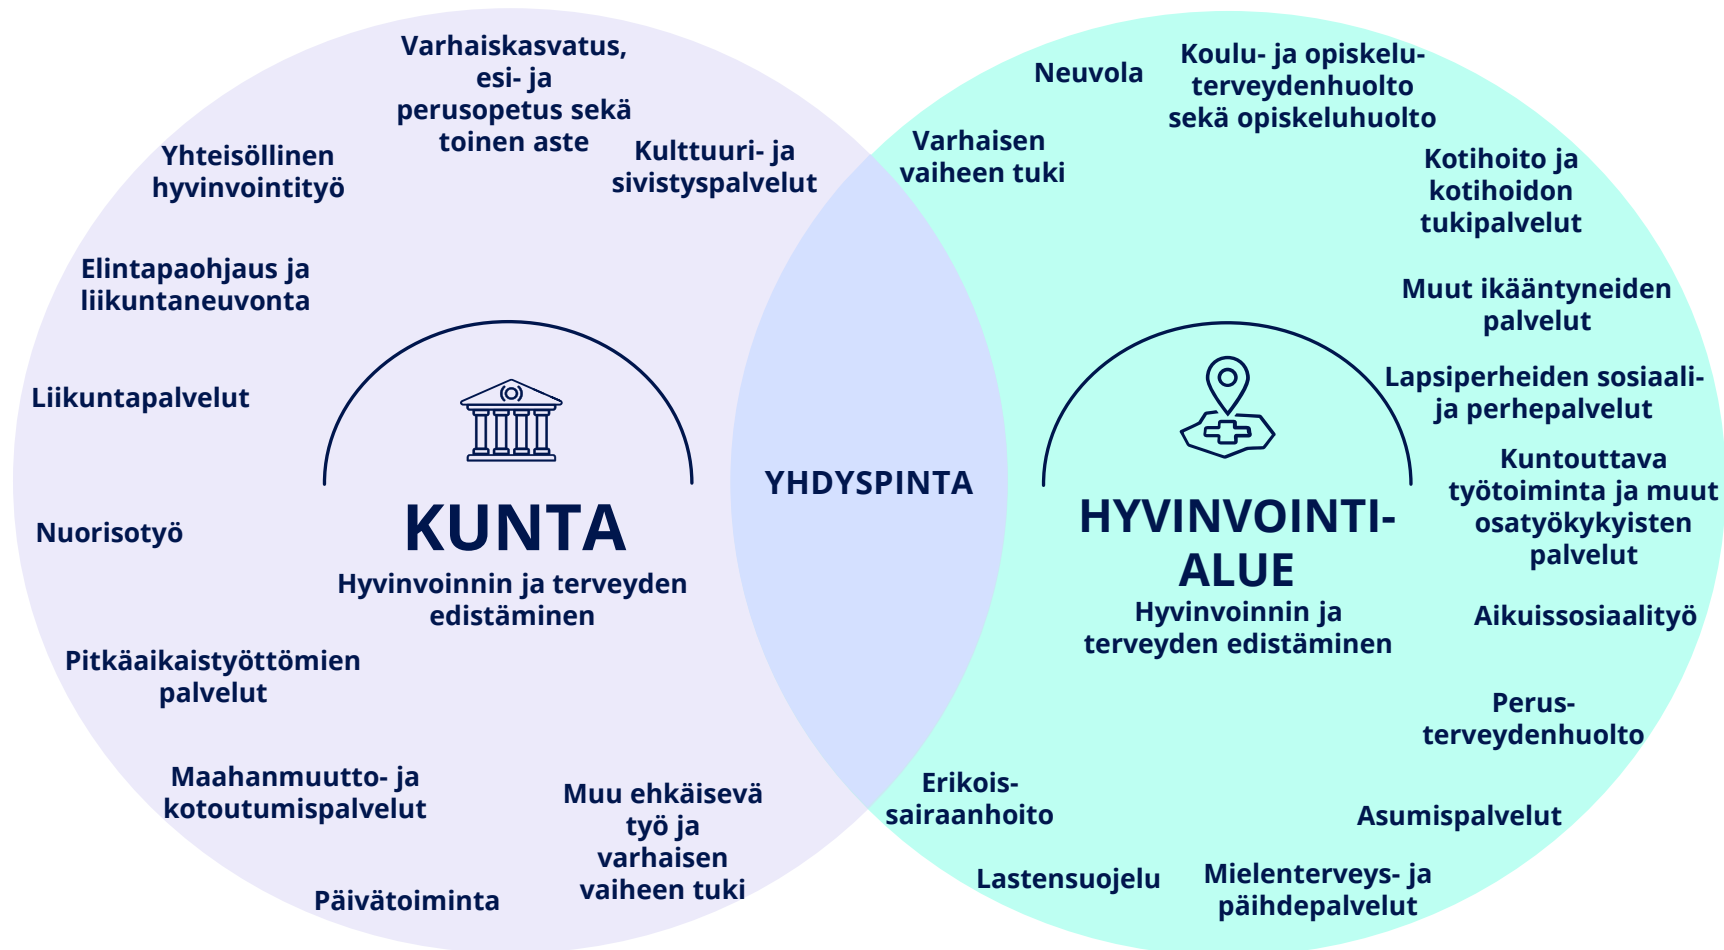 Varhaiskasvatus,
esi- ja
perusopetus sekä
toinen aste
Kulttuuri- ja
sivistyspalvelut
Yhteisöllinen
hyvinvointityö
Elintapaohjaus ja
liikuntaneuvonta
Liikuntapalvelut
Nuorisotyö
Pitkäaikaistyöttömien
palvelut
Maahanmuutto- ja
kotoutumispalvelut
Päivätoiminta
Muu ehkäisevä
työ ja
varhaisen
vaiheen tuki
KUNTA
Hyvinvoinnin ja terveyden
edistäminen
YHDYSPINTA
HYVINVOINTI-
ALUE
Hyvinvoinnin ja
terveyden edistäminen
Varhaisen
vaiheen tuki
Neuvola
Koulu- ja opiskelu-
terveydenhuolto
sekä opiskeluhuolto
Kotihoito ja
kotihoidon
tukipalvelut
Muut ikääntyneiden
palvelut
Lapsiperheiden sosiaali-
ja perhepalvelut
Kuntouttava
työtoiminta ja muut
osatyökykyisten
palvelut
Aikuissosiaalityö
Perus-
terveydenhuolto
Asumispalvelut
Mielenterveys- ja
päihdepalvelut
Lastensuojelu
Erikois-
sairaanhoito